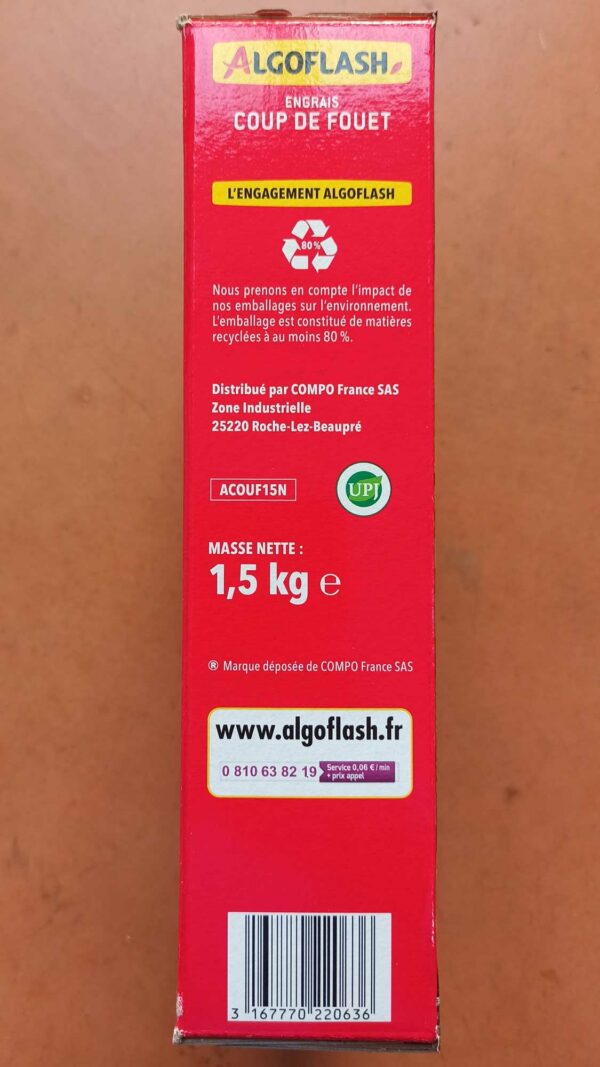 ALGOFLASH
ENGRAIS
COUP DE FOUET
L'ENGAGEMENT ALGOFLASH
80%
Nous prenons en compte l'impact de
nos emballages sur l'environnement.
L'emballage est constitué de matières
recyclées à au moins 80 %.
Distribué par COMPO France SAS
Zone Industrielle
25220 Roche-Lez-Beaupré
ACOUF15N
UPJ
MASSE NETTE :
1,5 kg e
® Marque déposée de COMPO France SAS
www.algoflash.fr
0 810 63 82 19 Service 0,06 € / min
+ prix appel
3 167770 220636